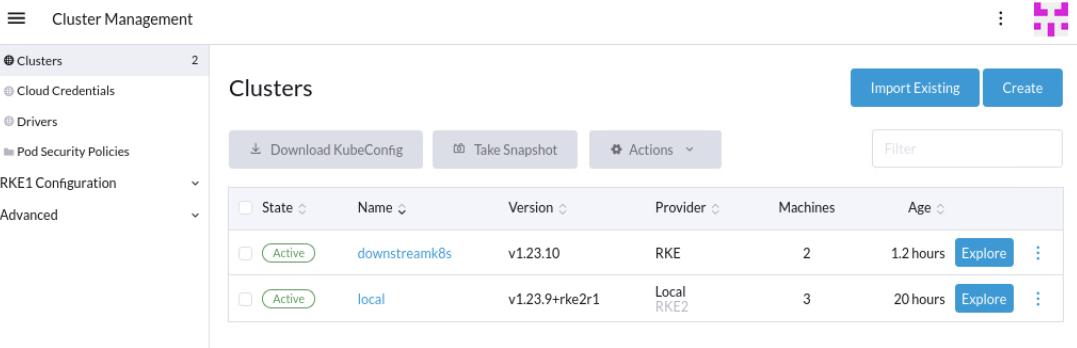 Cluster Management
Clusters 2
Cloud Credentials
Drivers
Pod Security Policies
RKE1 Configuration
Advanced
Clusters
Import Existing Create
Download KubeConfig Take Snapshot Actions Filter
State Name Version Provider Machines Age
Active downstreamk8s v1.23.10 RKE 2 1.2 hours Explore
Active local v1.23.9+rke2r1 Local 3 20 hours Explore
RKE2